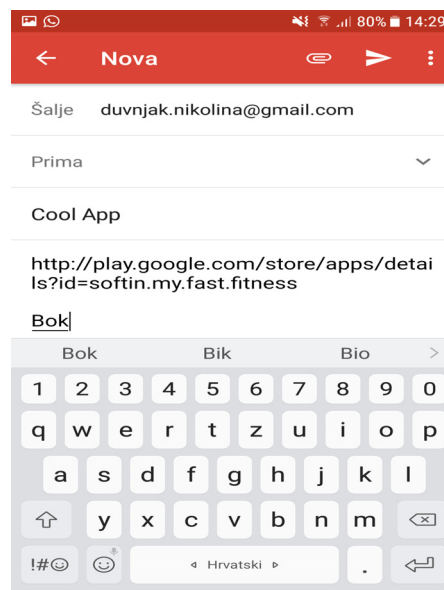 80% 14:29
Nova
Šalje duvnjak.nikolina@gmail.com
Prima
Cool App
http://play.google.com/store/apps/detai
ls?id=softin.my.fast.fitness
Bok
Bok Bik Bio
1 2 3 4 5 6 7 8 9 0
q w e r t z u i o p
a s d f g h j k l
y x c v b n m
!#☺ Hrvatski .